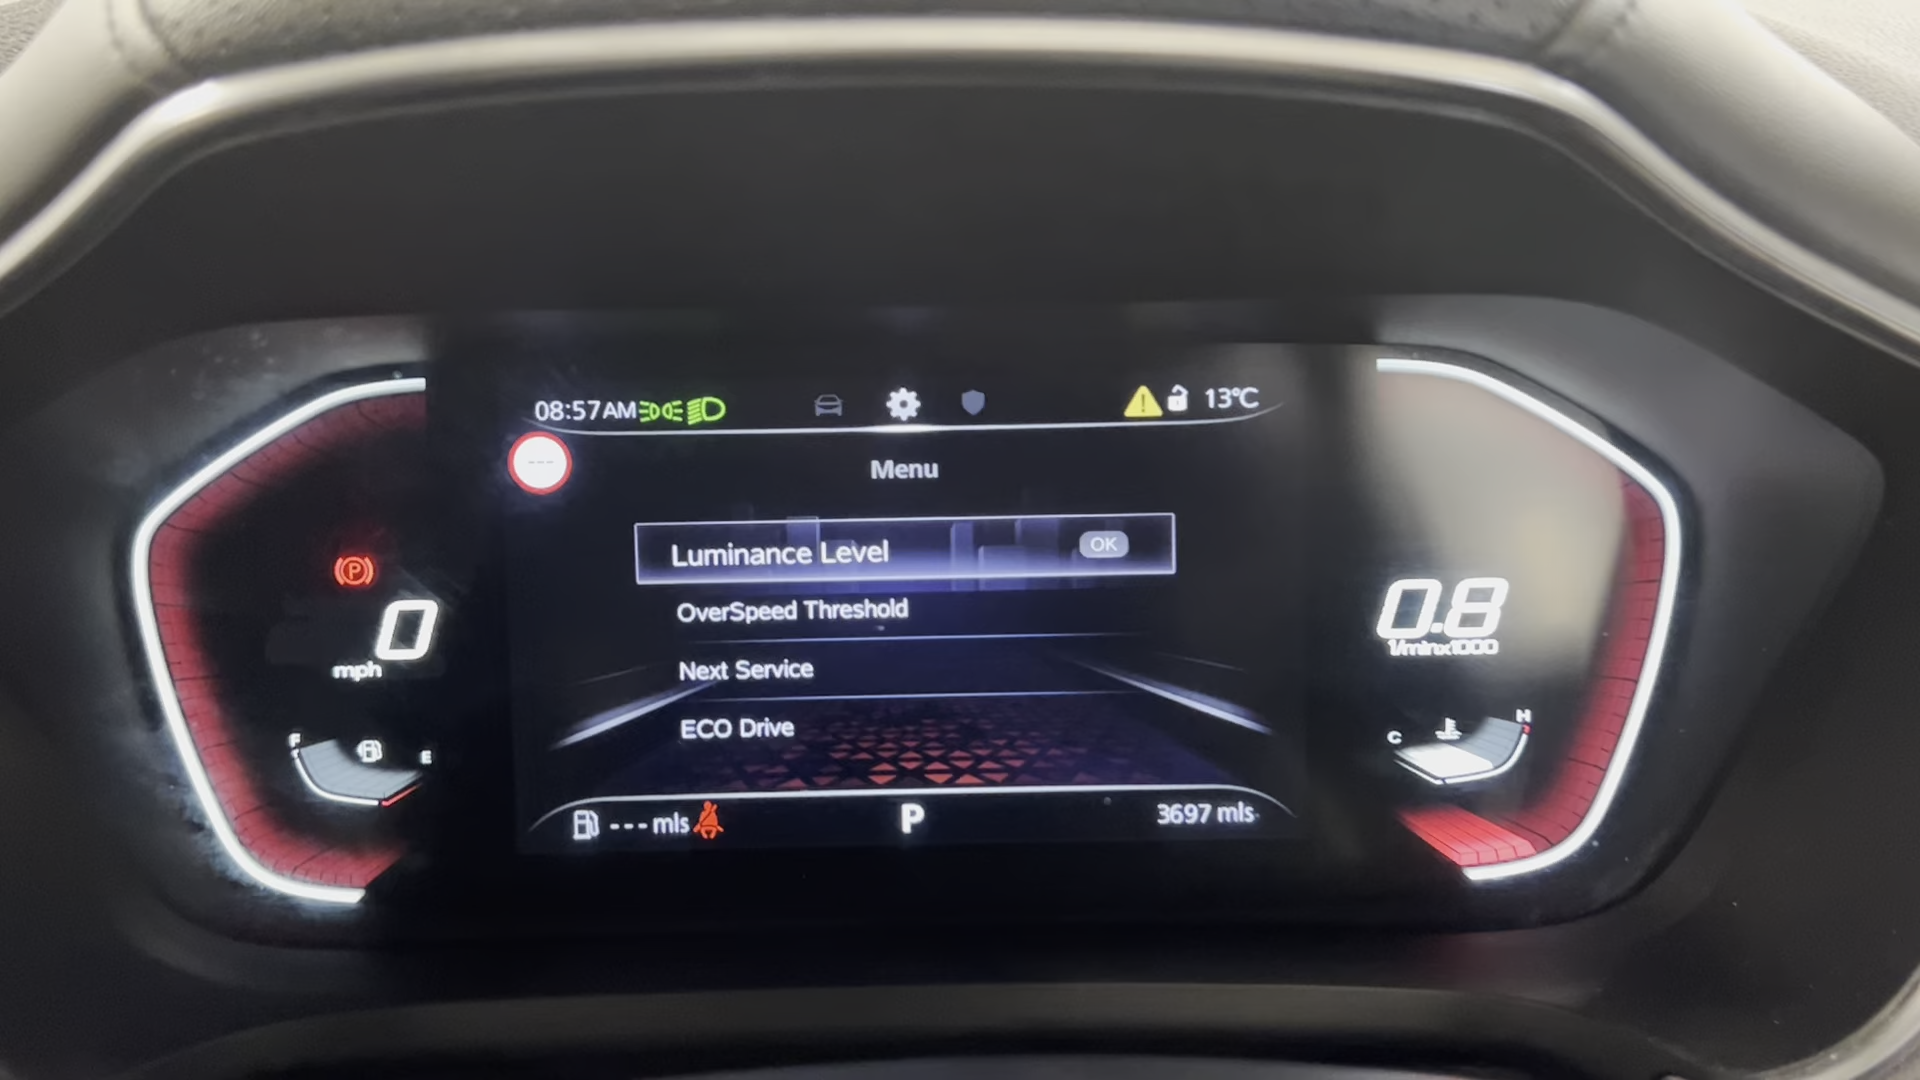 08:57AM
13°C
---
Menu
Luminance Level OK
OverSpeed Threshold
Next Service
ECO Drive
P
0
mph
F E
0.8
1/minx1000
C H
--- mls
P
3697 mls